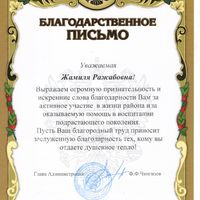 БЛАГОДАРСТВЕННОЕ
ПИСЬМО
Уважаемая
Жамиля Ражабовна!
Выражаем огромную признательность и
искренние слова благодарности Вам за
активное участие в жизни района и за
оказываемую помощь в воспитании
подрастающего поколения.
Пусть Ваш благородный труд приносит
заслуженную благодарность тех, кому вы
отдаете душевное тепло!
Глава Администрации Ф.Ф.